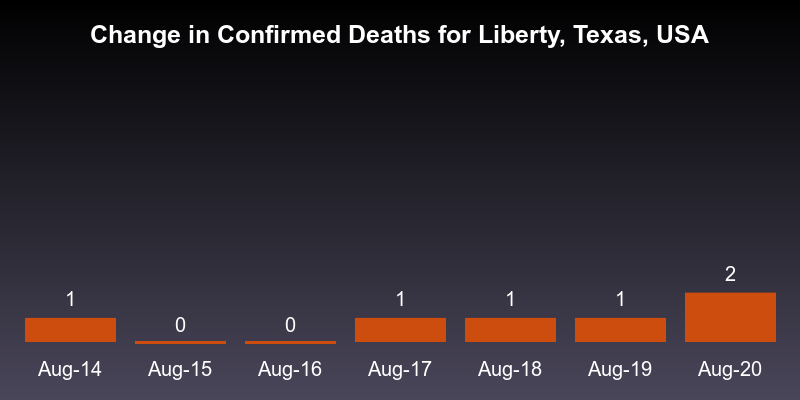 Change in Confirmed Deaths for Liberty, Texas, USA
1 0 0 1 1 1 2
Aug-14 Aug-15 Aug-16 Aug-17 Aug-18 Aug-19 Aug-20